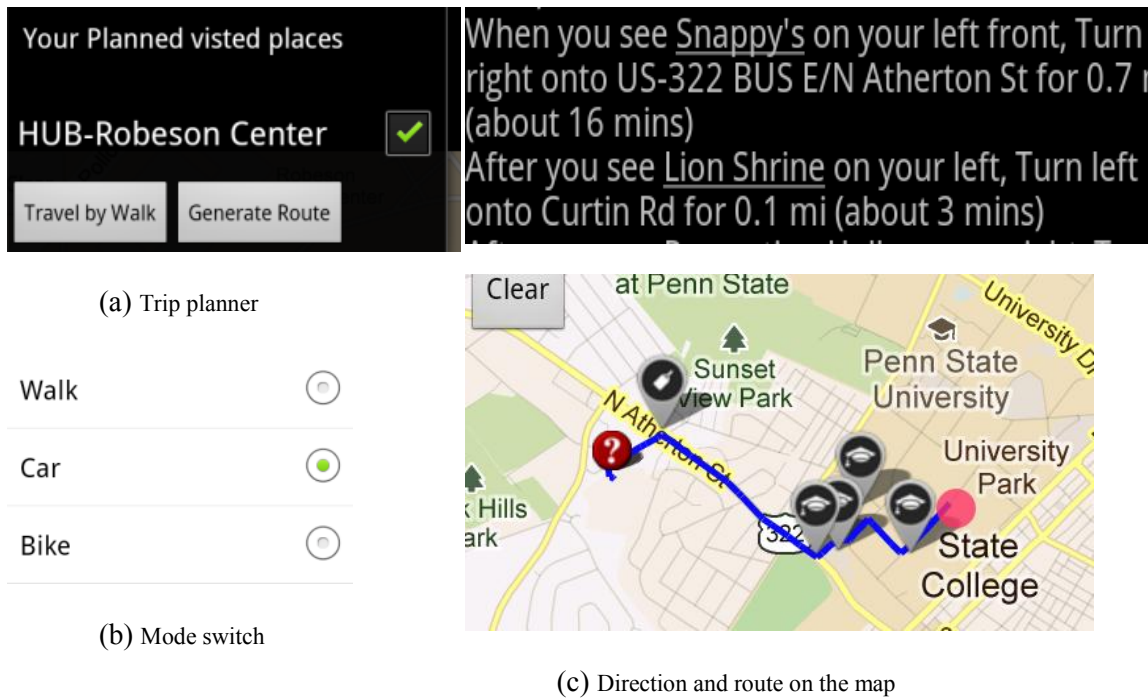 Your Planned visted places
HUB-Robeson Center
Travel by Walk
Generate Route
(a) Trip planner
Walk
Car
Bike
(b) Mode switch
When you see Snappy's on your left front, Turn
right onto US-322 BUS E/N Atherton St for 0.7
(about 16 mins)
After you see Lion Shrine on your left, Turn left
onto Curtin Rd for 0.1 mi (about 3 mins)
Clear
at Penn State
University
Sunset
View Park
Penn State
University
N Atherton St
University
Park
Hills
322
State
College
(c) Direction and route on the map